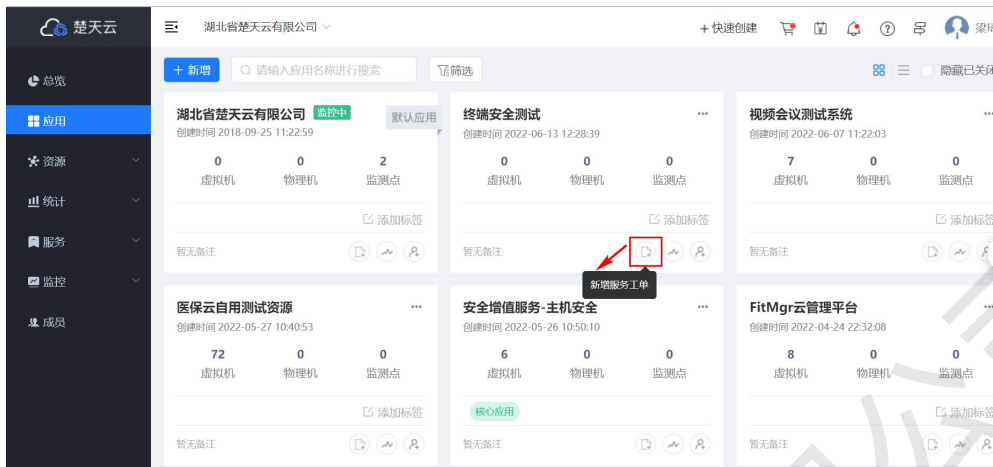 楚天云
湖北省楚天云有限公司
+ 快速创建
总览
应用
资源
统计
服务
监控
成员
+ 新增
请输入应用名称进行搜索
筛选
隐藏已关闭
湖北省楚天云有限公司 监控中 默认应用
创建时间 2018-09-25 11:22:59
0 0 2
虚拟机 物理机 监测点
添加标签
暂无备注
终端安全测试
创建时间 2022-06-13 12:28:39
0 0 0
虚拟机 物理机 监测点
添加标签
暂无备注
新增服务工单
视频会议测试系统
创建时间 2022-06-07 11:22:03
7 0 0
虚拟机 物理机 监测点
添加标签
暂无备注
医保云自用测试资源
创建时间 2022-05-27 10:40:53
72 0 0
虚拟机 物理机 监测点
添加标签
暂无备注
安全增值服务-主机安全
创建时间 2022-05-26 10:50:10
6 0 0
虚拟机 物理机 监测点
核心应用
暂无备注
FitMgr云管理平台
创建时间 2022-04-24 22:32:08
8 0 0
虚拟机 物理机 监测点
添加标签
暂无备注